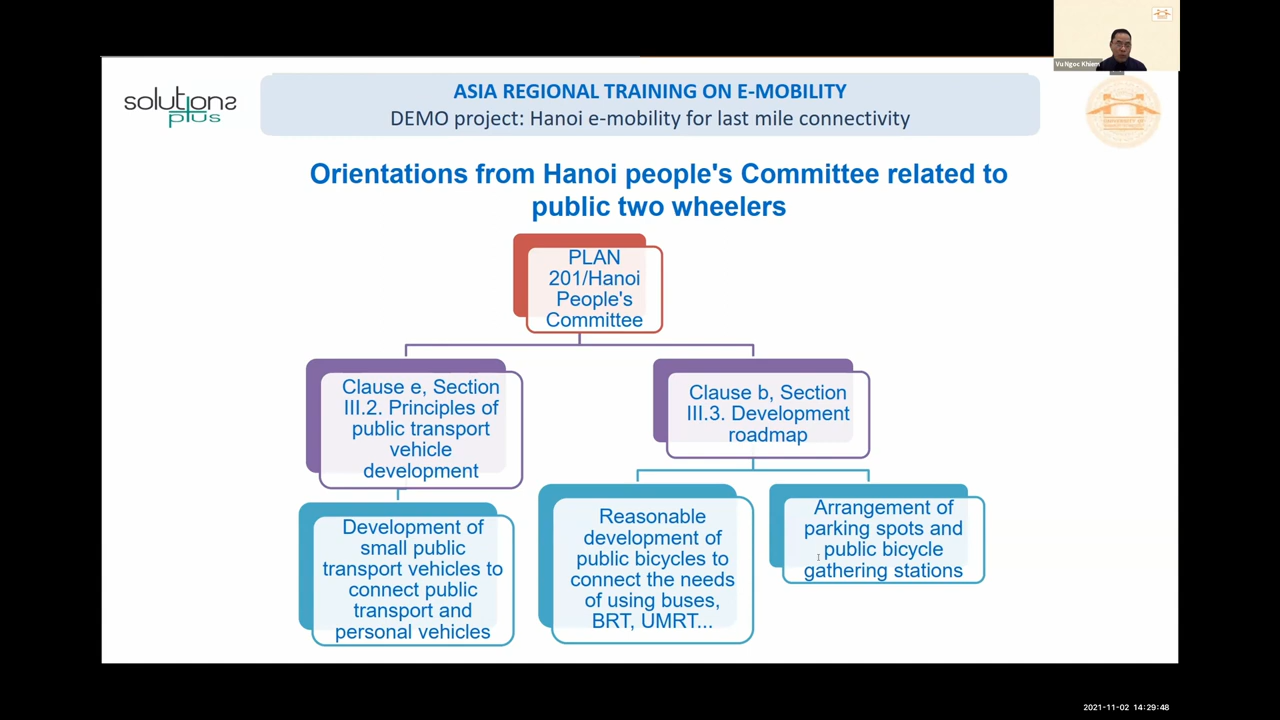 Vu Ngoc Khiem
solutions
plus
ASIA REGIONAL TRAINING ON E-MOBILITY
DEMO project: Hanoi e-mobility for last mile connectivity
Orientations from Hanoi people's Committee related to
public two wheelers
PLAN
201/Hanoi
People's
Committee
Clause e, Section
III.2. Principles of
public transport
vehicle
development
Clause b, Section
III.3. Development
roadmap
Development of
small public
transport vehicles to
connect public
transport and
personal vehicles
Reasonable
development of
public bicycles to
connect the needs
of using buses,
BRT, UMRT...
Arrangement of
parking spots and
public bicycle
gathering stations
2021-11-02 14:29:48